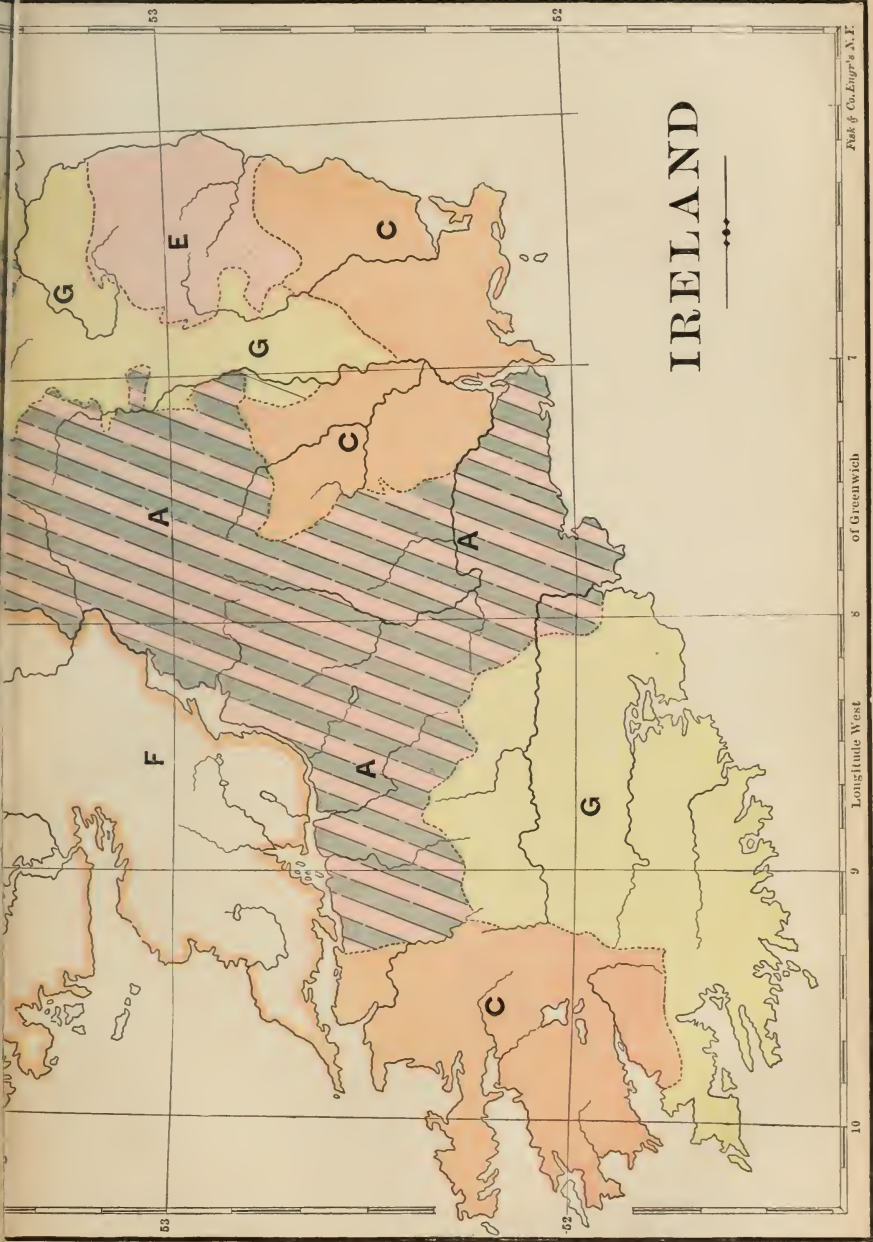 IRELAND
53
52
G
E
C
G
C
A
A
A
F
G
C
7
8
9
10
Longitude West
of Greenwich
53
52
Fisk & Co. Engr's N.Y.